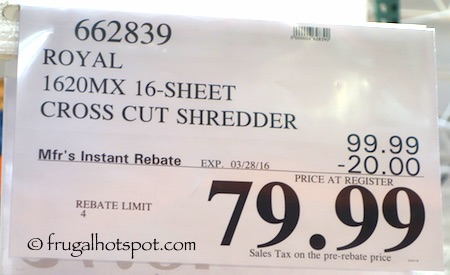 662839
ROYAL
1620MX 16-SHEET
CROSS CUT SHREDDER
99.99
Mfr's Instant Rebate EXP. 03/28/16 -20.00
PRICE AT REGISTER
REBATE LIMIT
4
79.99
Sales Tax on the pre-rebate price
© frugalhotspot.com